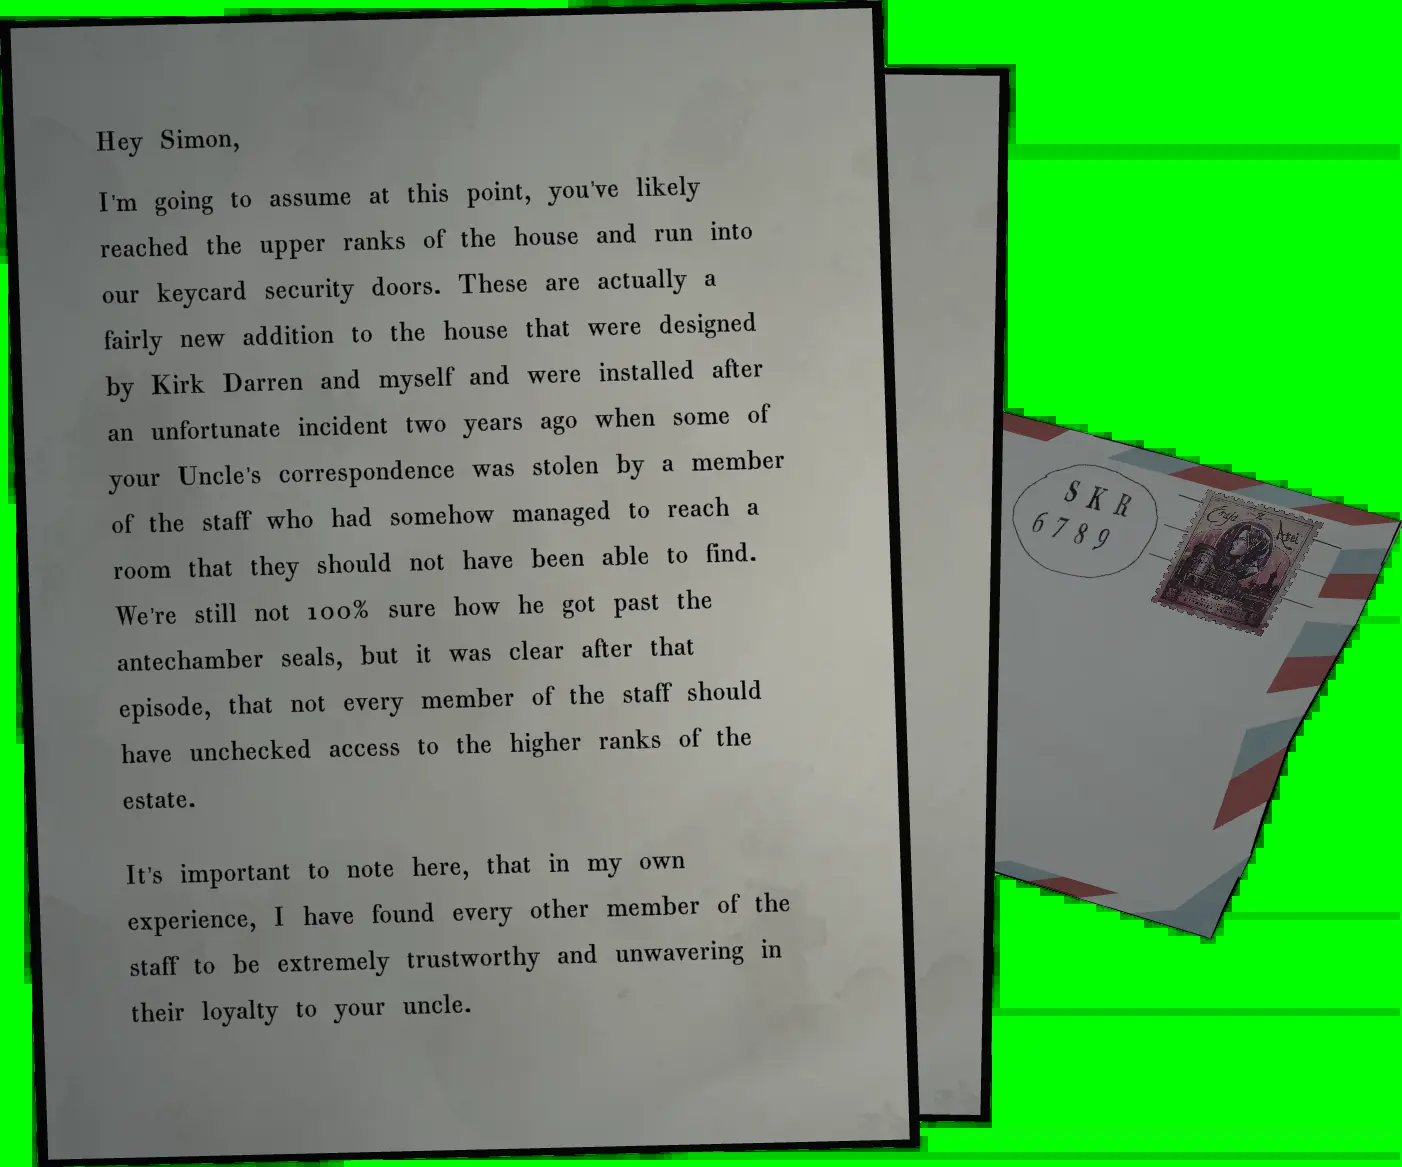 Hey Simon,
I'm going to assume at this point, you've likely
reached the upper ranks of the house and run into
our keycard security doors. These are actually a
fairly new addition to the house that were designed
by Kirk Darren and myself and were installed after
an unfortunate incident two years ago when some of
your Uncle's correspondence was stolen by a member
of the staff who had somehow managed to reach a
room that they should not have been able to find.
We're still not 100% sure how he got past the
antechamber seals, but it was clear after that
episode, that not every member of the staff should
have unchecked access to the higher ranks of the
estate.
It's important to note here, that in my own
experience, I have found every other member of the
staff to be extremely trustworthy and unwavering in
their loyalty to your uncle.
SKR
6789